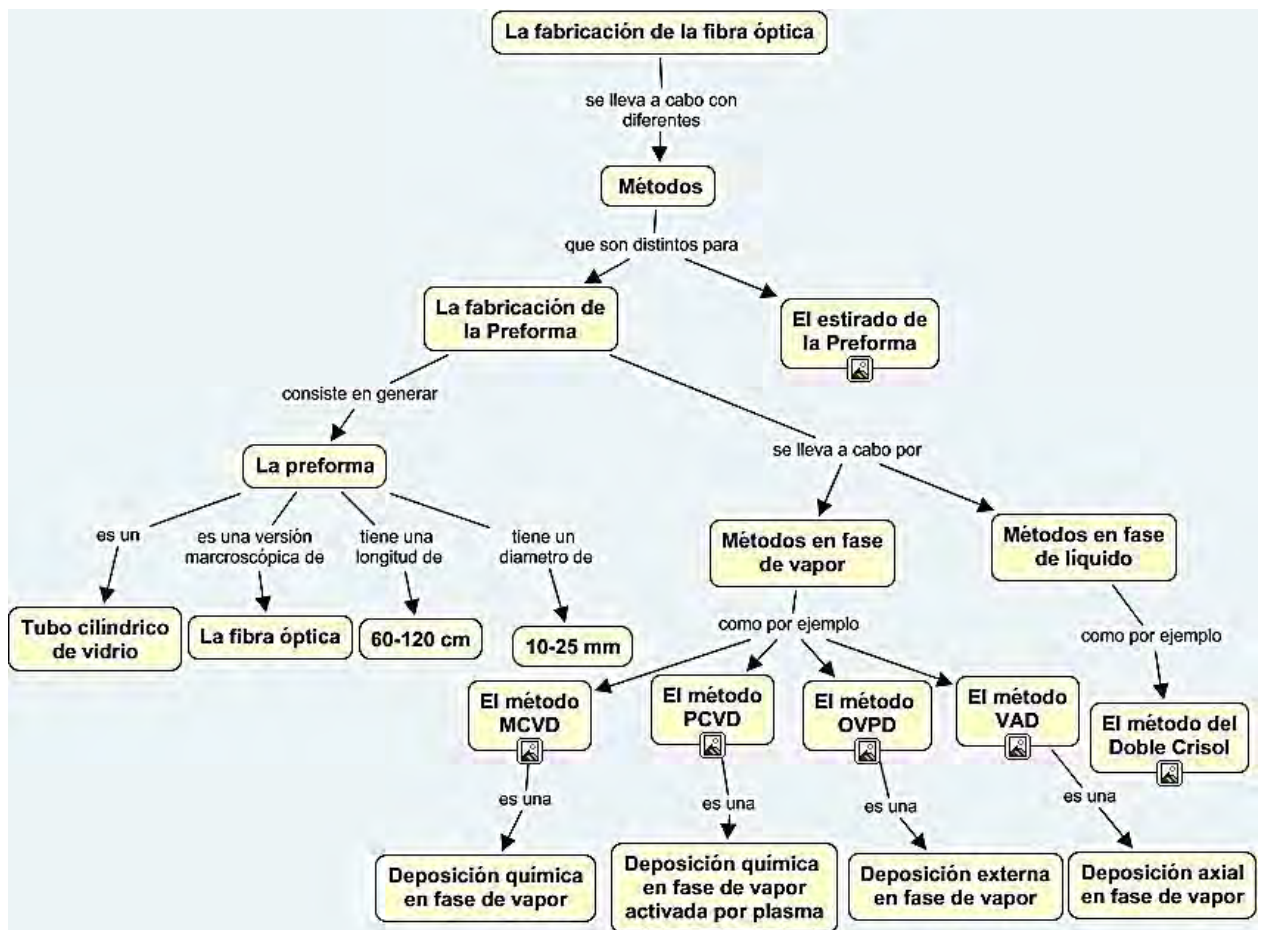 La fabricación de la fibra óptica
se lleva a cabo con
diferentes
Métodos
que son distintos para
La fabricación de
la Preforma
El estirado de
la Preforma
consiste en generar
se lleva a cabo por
La preforma
Métodos en fase
de vapor
Métodos en fase
de líquido
es un
es una versión
marcroscópica de
tiene una
longitud de
tiene un
diametro de
Tubo cilíndrico
de vidrio
La fibra óptica
60-120 cm
10-25 mm
como por ejemplo
como por ejemplo
El método
MCVD
El método
PCVD
El método
OVPD
El método
VAD
El método del
Doble Crisol
es una
es una
es una
es una
Deposición química
en fase de vapor
Deposición química
en fase de vapor
activada por plasma
Deposición externa
en fase de vapor
Deposición axial
en fase de vapor